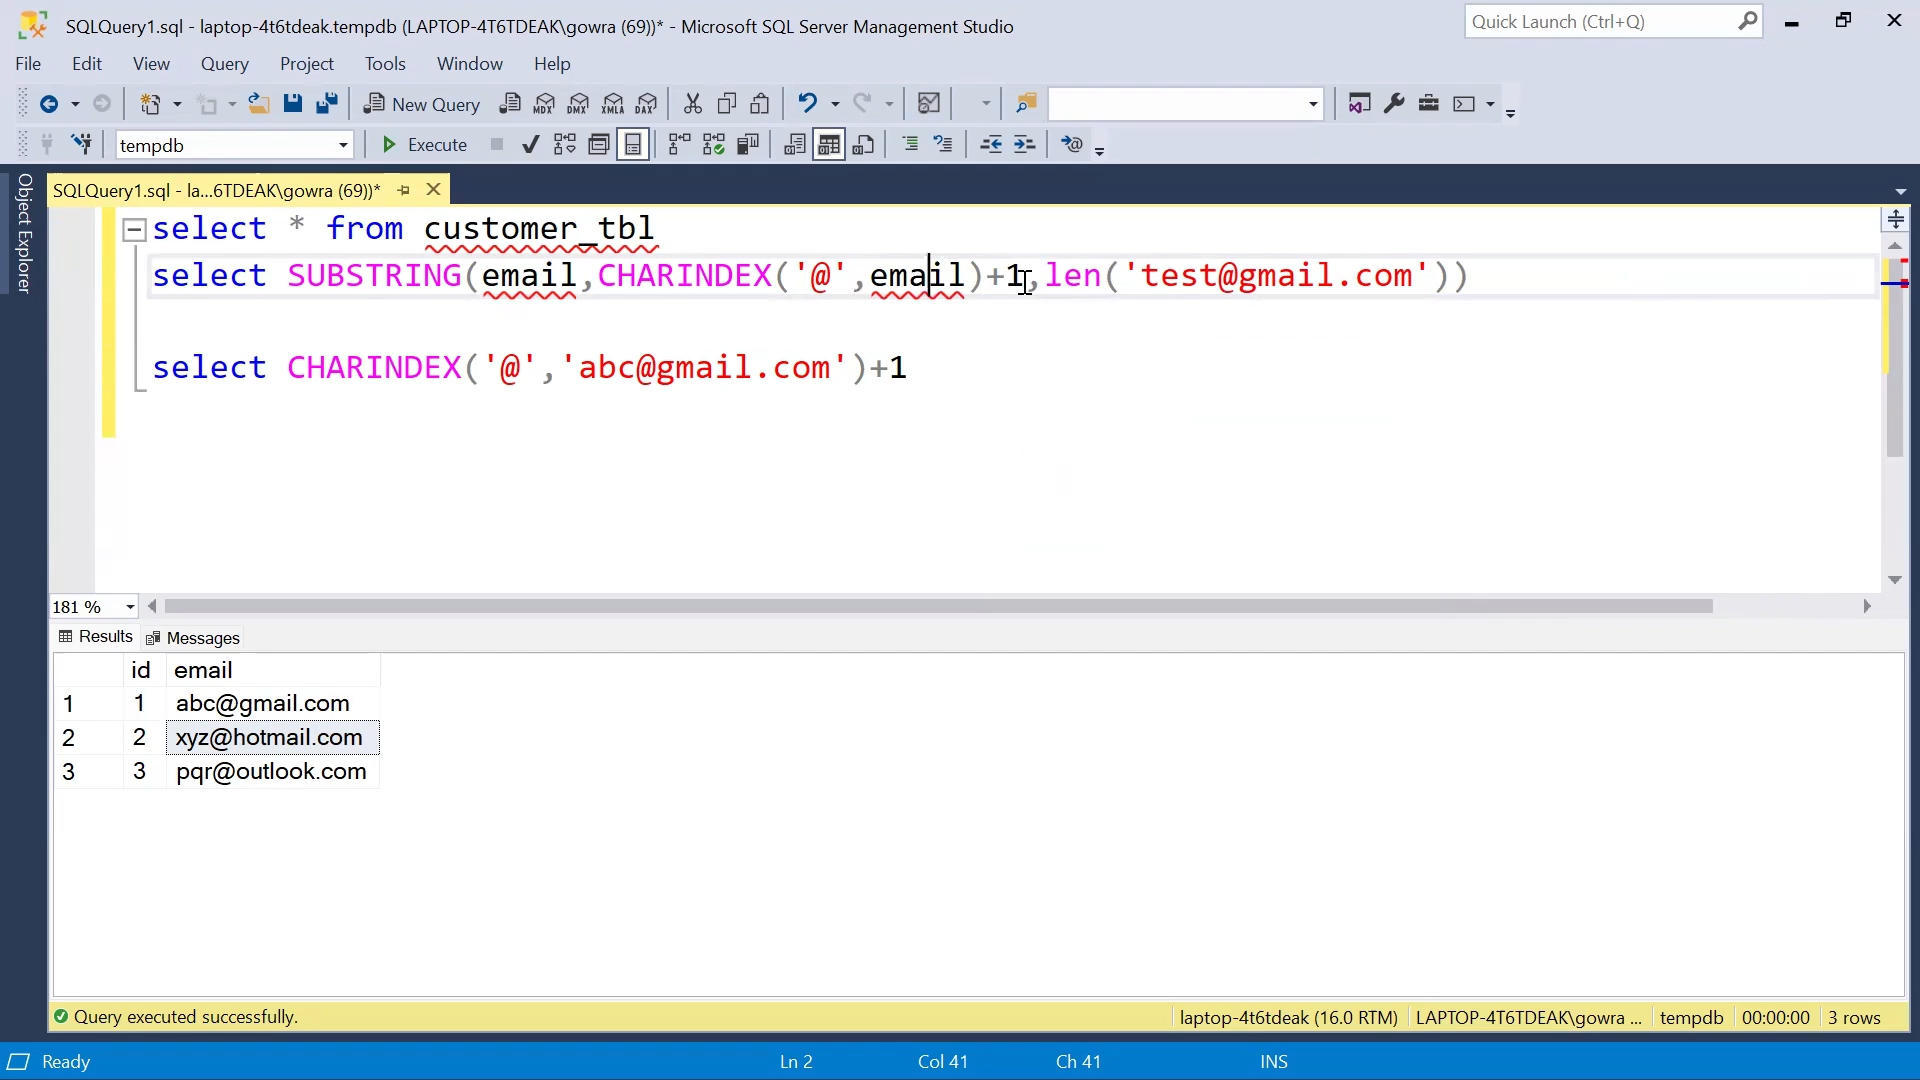 SQLQuery1.sql - laptop-4t6tdeak.tempdb (LAPTOP-4T6TDEAK\gowra (69))* - Microsoft SQL Server Management Studio
Quick Launch (Ctrl+Q)
File Edit View Query Project Tools Window Help
New Query
MDX DMX XMLA DAX
tempdb
Execute
Object Explorer
SQLQuery1.sql - la...6TDEAK\gowra (69))*
select * from customer_tbl
select SUBSTRING(email,CHARINDEX('@',email)+1,len('test@gmail.com'))
select CHARINDEX('@','abc@gmail.com')+1
181 %
Results Messages
id email
1 1 abc@gmail.com
2 2 xyz@hotmail.com
3 3 pqr@outlook.com
Query executed successfully.
laptop-4t6tdeak (16.0 RTM) LAPTOP-4T6TDEAK\gowra ... tempdb 00:00:00 3 rows
Ready Ln 2 Col 41 Ch 41 INS